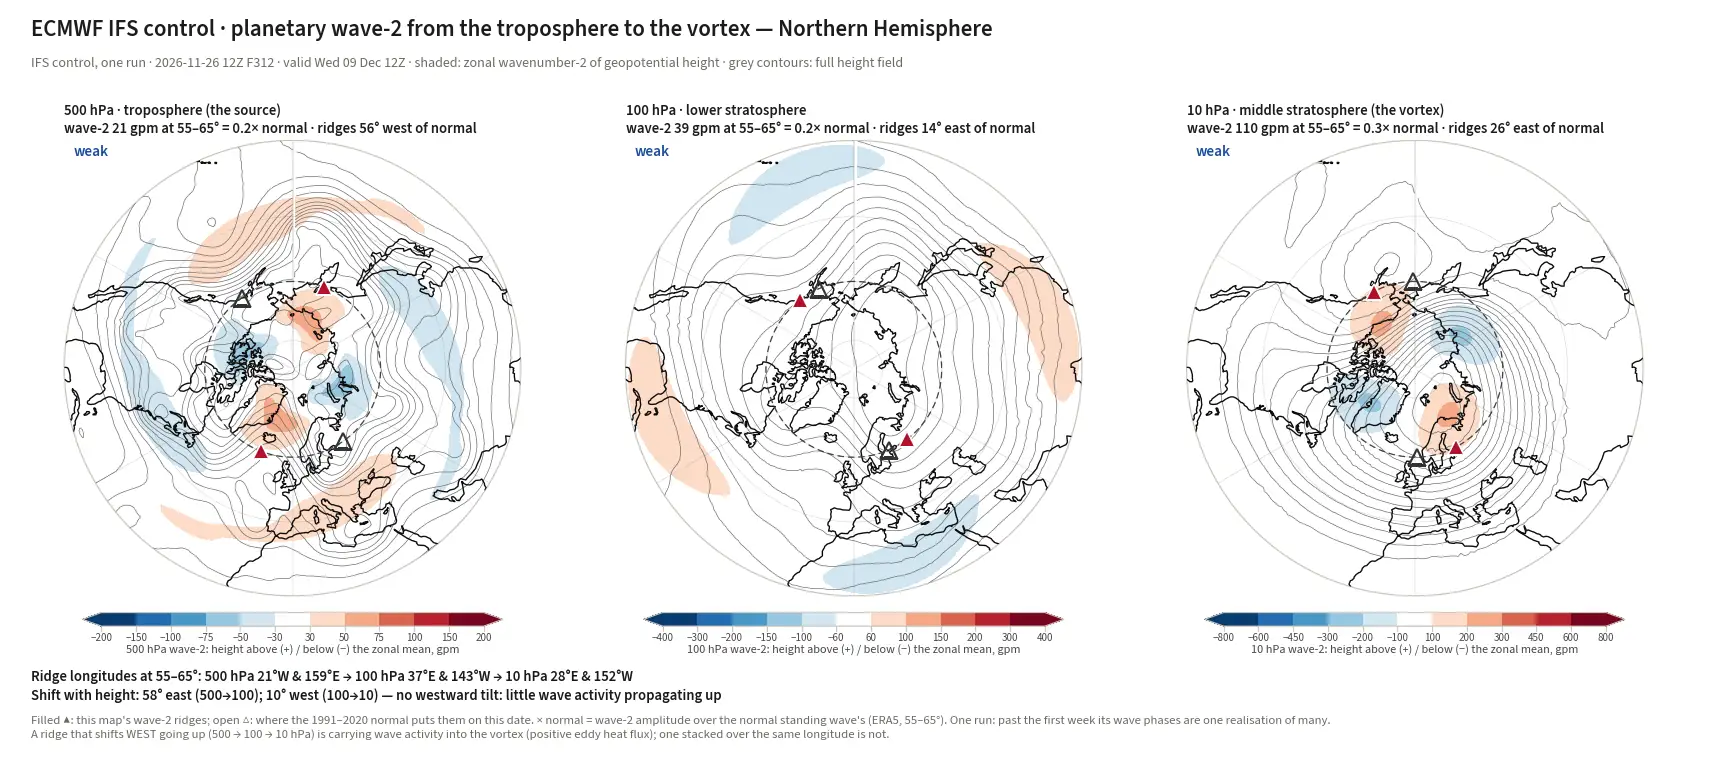 ECMWF IFS control · planetary wave-2 from the troposphere to the vortex — Northern Hemisphere
IFS control, one run · 2026-11-26 12Z F312 · valid Wed 09 Dec 12Z · shaded: zonal wavenumber-2 of geopotential height · grey contours: full height field
500 hPa · troposphere (the source)
wave-2 21 gpm at 55–65° = 0.2× normal · ridges 56° west of normal
weak
100 hPa · lower stratosphere
wave-2 39 gpm at 55–65° = 0.2× normal · ridges 14° east of normal
weak
10 hPa · middle stratosphere (the vortex)
wave-2 110 gpm at 55–65° = 0.3× normal · ridges 26° east of normal
weak
−200 −150 −100 −75 −50 −30 30 50 75 100 150 200
500 hPa wave-2: height above (+) / below (−) the zonal mean, gpm
−400 −300 −200 −150 −100 −60 60 100 150 200 300 400
100 hPa wave-2: height above (+) / below (−) the zonal mean, gpm
−800 −600 −450 −300 −200 −100 100 200 300 450 600 800
10 hPa wave-2: height above (+) / below (−) the zonal mean, gpm
Ridge longitudes at 55–65°: 500 hPa 21°W & 159°E → 100 hPa 37°E & 143°W → 10 hPa 28°E & 152°W
Shift with height: 58° east (500→100); 10° west (100→10) — no westward tilt: little wave activity propagating up
Filled ▲: this map's wave-2 ridges; open △: where the 1991–2020 normal puts them on this date. × normal = wave-2 amplitude over the normal standing wave's (ERA5, 55–65°). One run: past the first week its wave phases are one realisation of many.
A ridge that shifts WEST going up (500 → 100 → 10 hPa) is carrying wave activity into the vortex (positive eddy heat flux); one stacked over the same longitude is not.